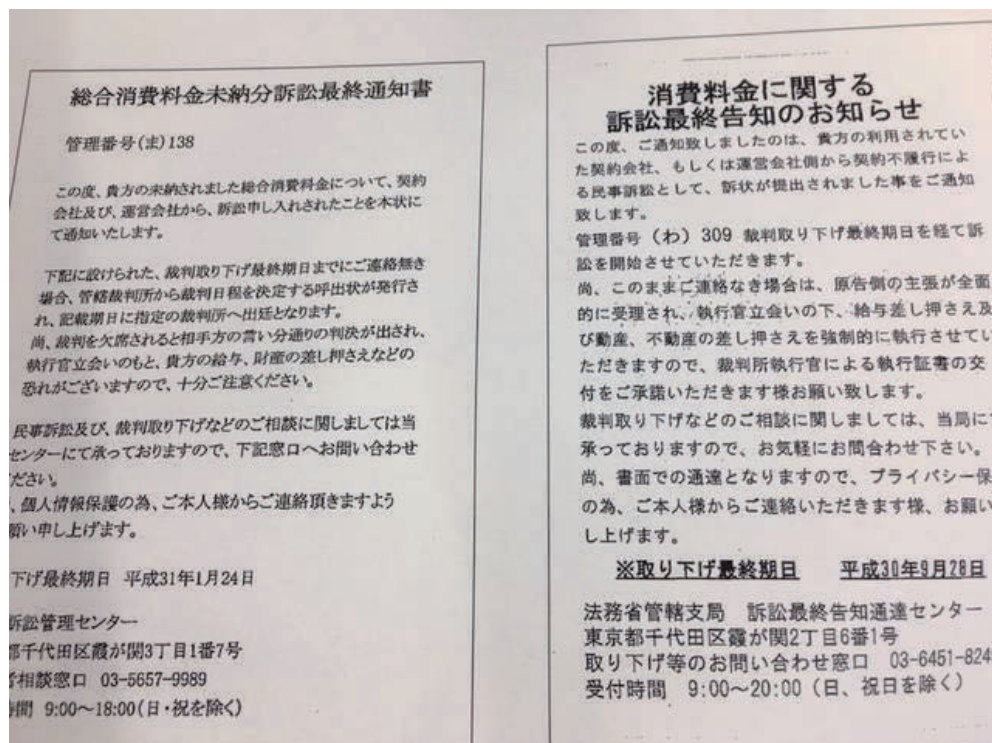 総合消費料金未納分訴訟最終通知書
管理番号(ま)138
この度、貴方の未納されました総合消費料金について、契約
会社及び、運営会社から、訴訟申し入れされたことを本状に
て通知いたします。
下記に設けられた、裁判取り下げ最終期日までにご連絡無き
場合、管轄裁判所から裁判日程を決定する呼出状が発行さ
れ、記載期日に指定の裁判所へ出廷となります。
尚、裁判を欠席されると相手方の言い分通りの判決が出され、
執行官立会いのもと、貴方の給与、財産の差し押さえなどの
恐れがございますので、十分ご注意ください。
民事訴訟及び、裁判取り下げなどのご相談に関しましては当
センターにて承っておりますので、下記窓口へお問い合わせ
ださい。
、個人情報保護の為、ご本人様からご連絡頂きますよう
願い申し上げます。
下げ最終期日 平成31年1月24日
訴訟管理センター
都千代田区霞が関3丁目1番7号
者相談窓口 03-5657-9989
時間 9:00～18:00(日・祝を除く)
消費料金に関する
訴訟最終告知のお知らせ
この度、ご通知致しましたのは、貴方の利用されてい
た契約会社、もしくは運営会社側から契約不履行によ
る民事訴訟として、訴状が提出されました事をご通知
致します。
管理番号（わ）309 裁判取り下げ最終期日を経て訴
訟を開始させていただきます。
尚、このままご連絡なき場合は、原告側の主張が全面
的に受理され、執行官立会いの下、給与差し押さえ及
び動産、不動産の差し押さえを強制的に執行させてい
ただきますので、裁判所執行官による執行証書の交
付をご承諾いただきます様お願い致します。
裁判取り下げなどのご相談に関しましては、当局に
承っておりますので、お気軽にお問合わせ下さい。
尚、書面での通達となりますので、プライバシー保
の為、ご本人様からご連絡いただきます様、お願い
し上げます。
※取り下げ最終期日 平成30年9月28日
法務省管轄支局 訴訟最終告知通達センター
東京都千代田区霞が関2丁目6番1号
取り下げ等のお問い合わせ窓口 03-6451-824
受付時間 9:00～20:00（日、祝日を除く）